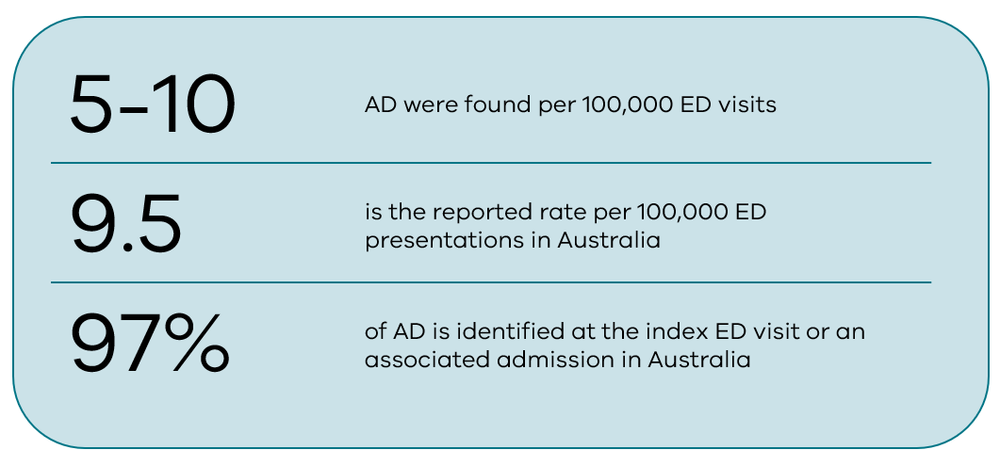 5-10
AD were found per 100,000 ED visits
9.5
is the reported rate per 100,000 ED
presentations in Australia
97%
of AD is identified at the index ED visit or an
associated admission in Australia